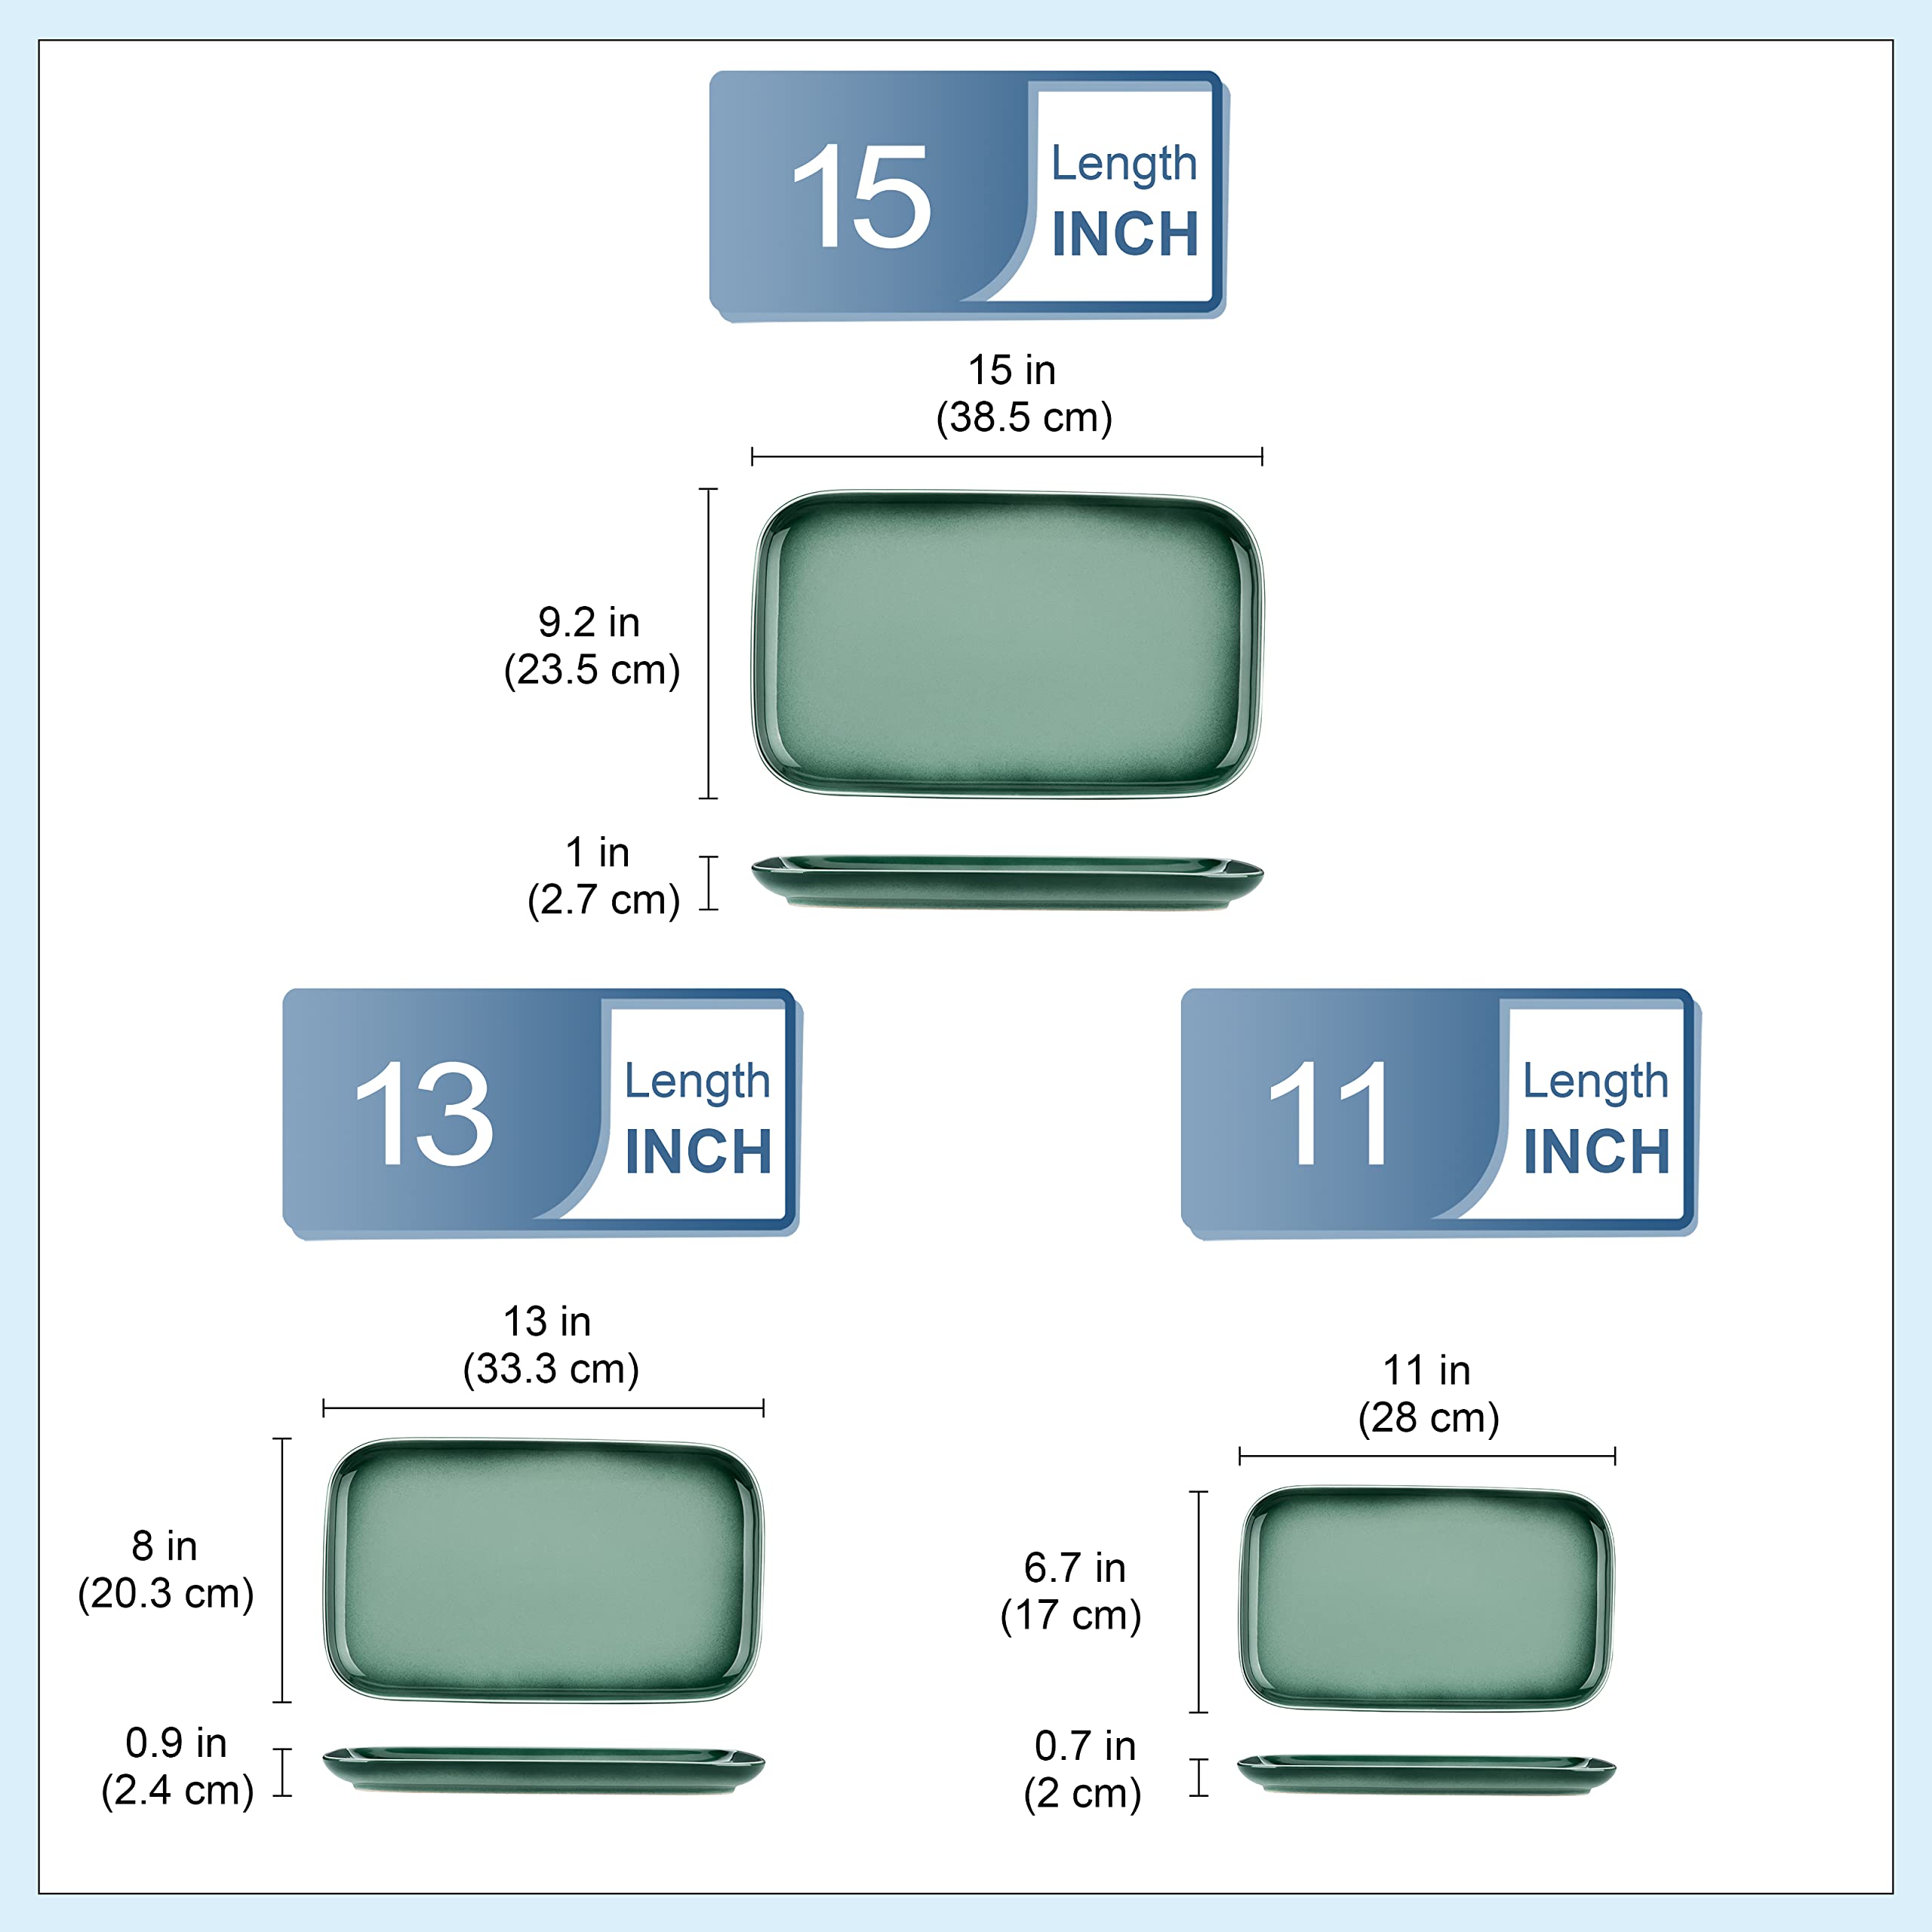 15
Length
INCH
15 in
(38.5 cm)
9.2 in
(23.5 cm)
1 in
(2.7 cm)
13
Length
INCH
13 in
(33.3 cm)
8 in
(20.3 cm)
0.9 in
(2.4 cm)
11
Length
INCH
11 in
(28 cm)
6.7 in
(17 cm)
0.7 in
(2 cm)